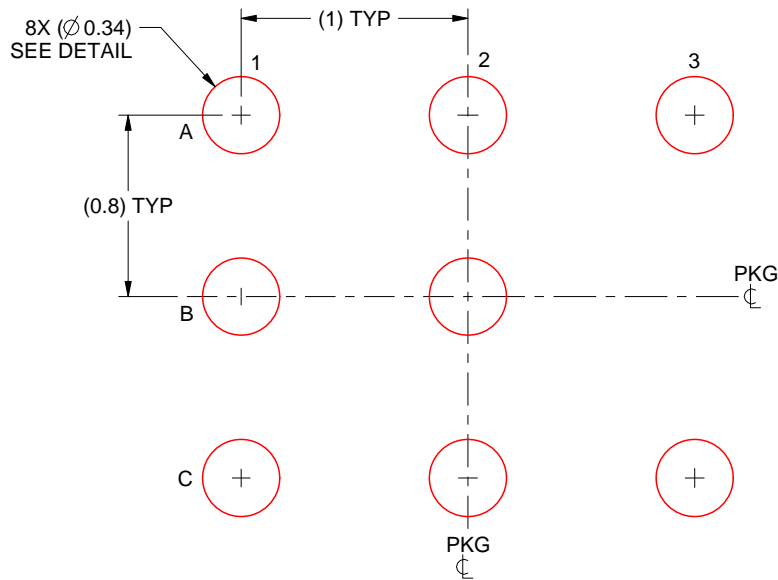 (1) TYP
8X (∅ 0.34)
SEE DETAIL
1
2
3
A
(0.8) TYP
PKG
℄
B
C
PKG
℄